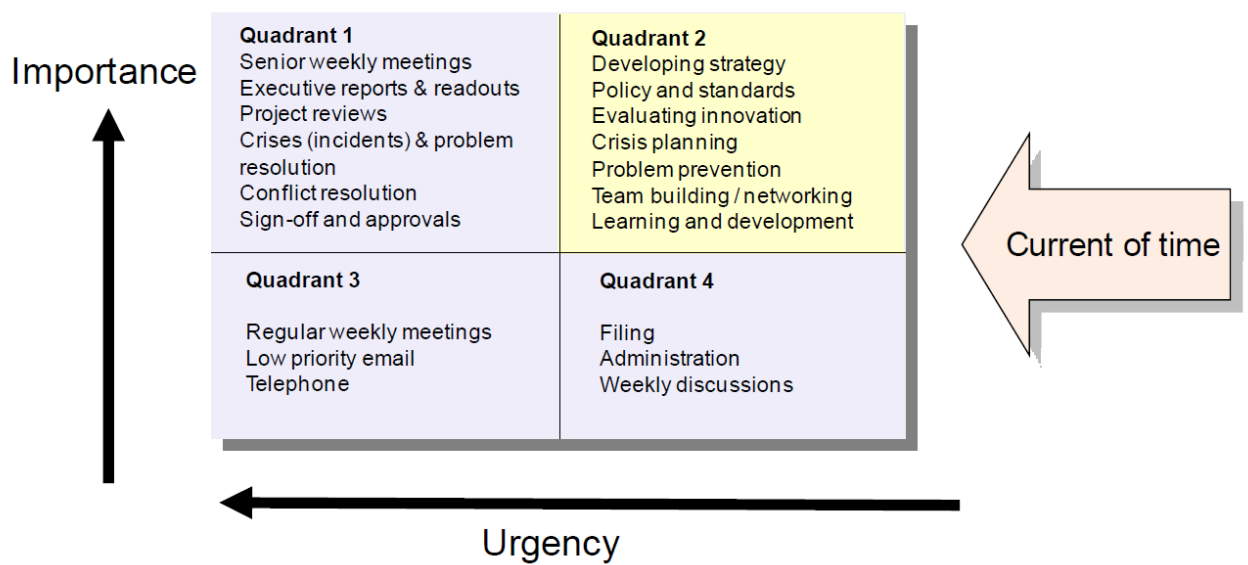 Importance
Quadrant 1
Senior weekly meetings
Executive reports & readouts
Project reviews
Crises (incidents) & problem
resolution
Conflict resolution
Sign-off and approvals
Quadrant 2
Developing strategy
Policy and standards
Evaluating innovation
Crisis planning
Problem prevention
Team building / networking
Learning and development
Quadrant 3
Regular weekly meetings
Low priority email
Telephone
Quadrant 4
Filing
Administration
Weekly discussions
Current of time
Urgency